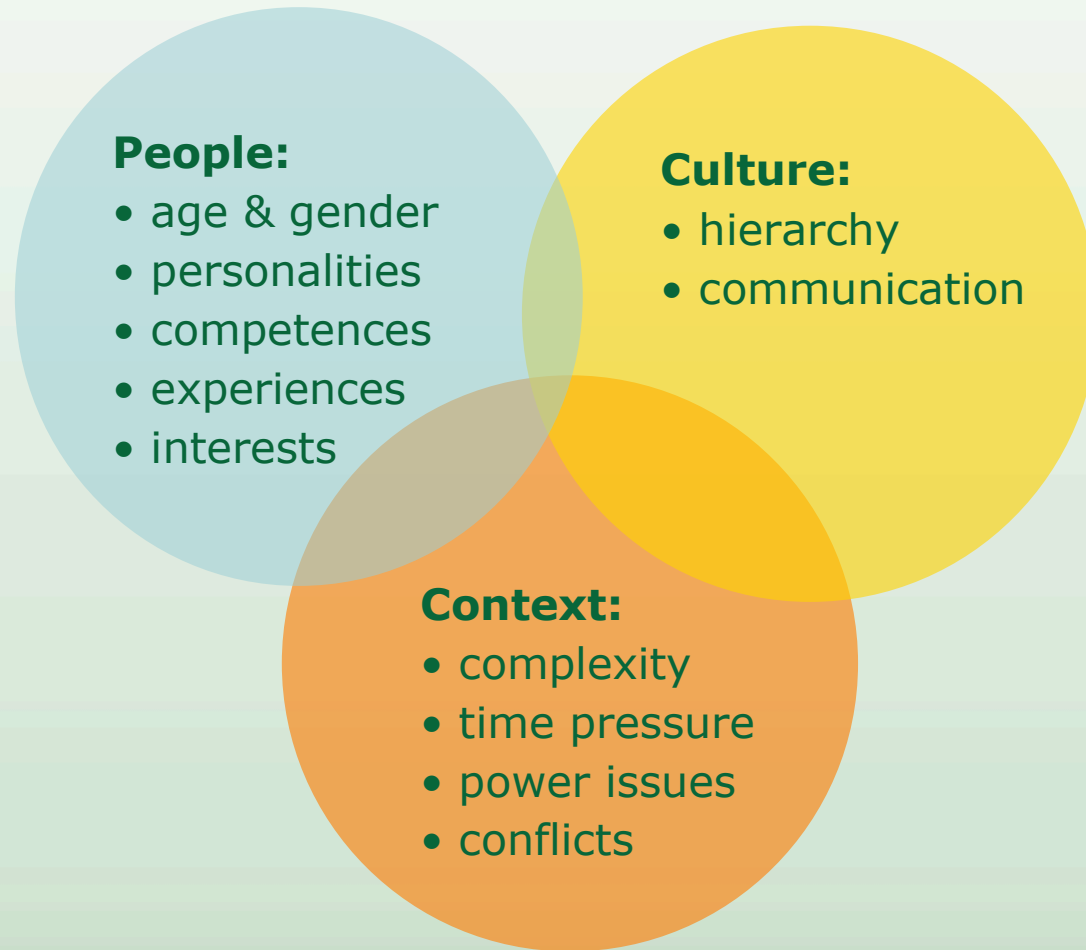 People:
• age & gender
• personalities
• competences
• experiences
• interests
Culture:
• hierarchy
• communication
Context:
• complexity
• time pressure
• power issues
• conflicts